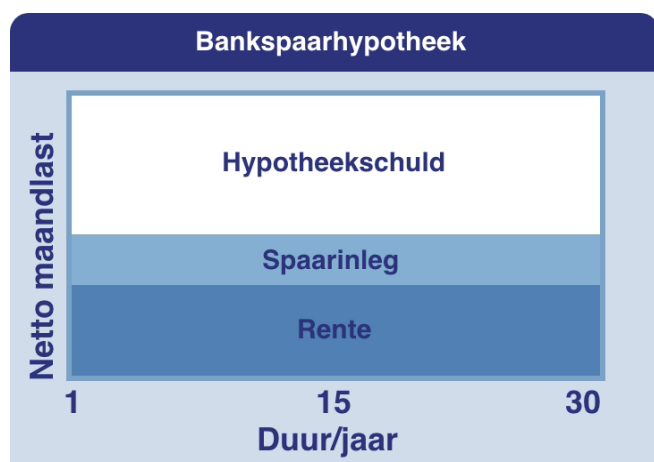 Bankspaarhypotheek
Netto maandlast
Hypotheekschuld
Spaarinleg
Rente
1 15 30
Duur/jaar